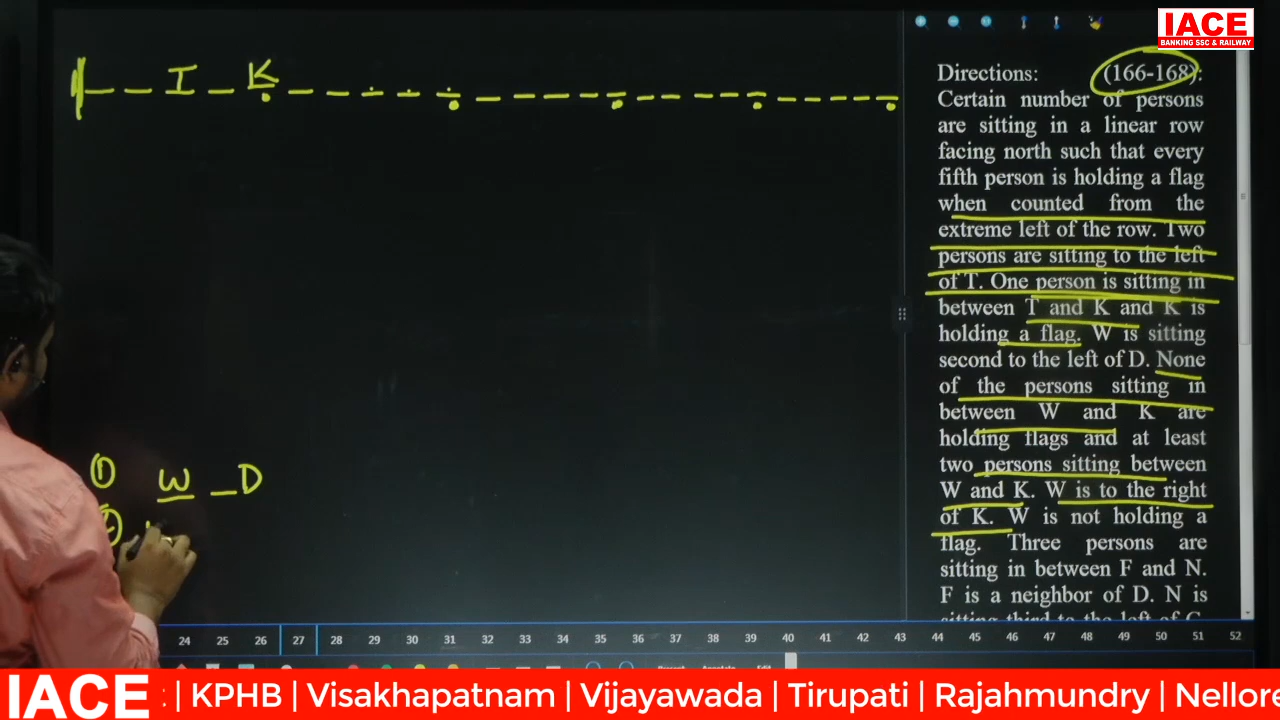 IACE
BANKING SSC & RAILWAY
I K
Directions: (166-168):
Certain number of persons
are sitting in a linear row
facing north such that every
fifth person is holding a flag
when counted from the
extreme left of the row. Two
persons are sitting to the left
of T. One person is sitting in
between T and K and K is
holding a flag. W is sitting
second to the left of D. None
of the persons sitting in
between W and K are
holding flags and at least
two persons sitting between
W and K. W is to the right
of K. W is not holding a
flag. Three persons are
sitting in between F and N.
F is a neighbor of D. N is
sitting third to the left of C
① W _ D
24 25 26 27 28 29 30 31 32 33 34 35 36 37 38 39 40 41 42 43 44 45 46 47 48 49 50 51 52
IACE | KPHB | Visakhapatnam | Vijayawada | Tirupati | Rajahmundry | Nellore